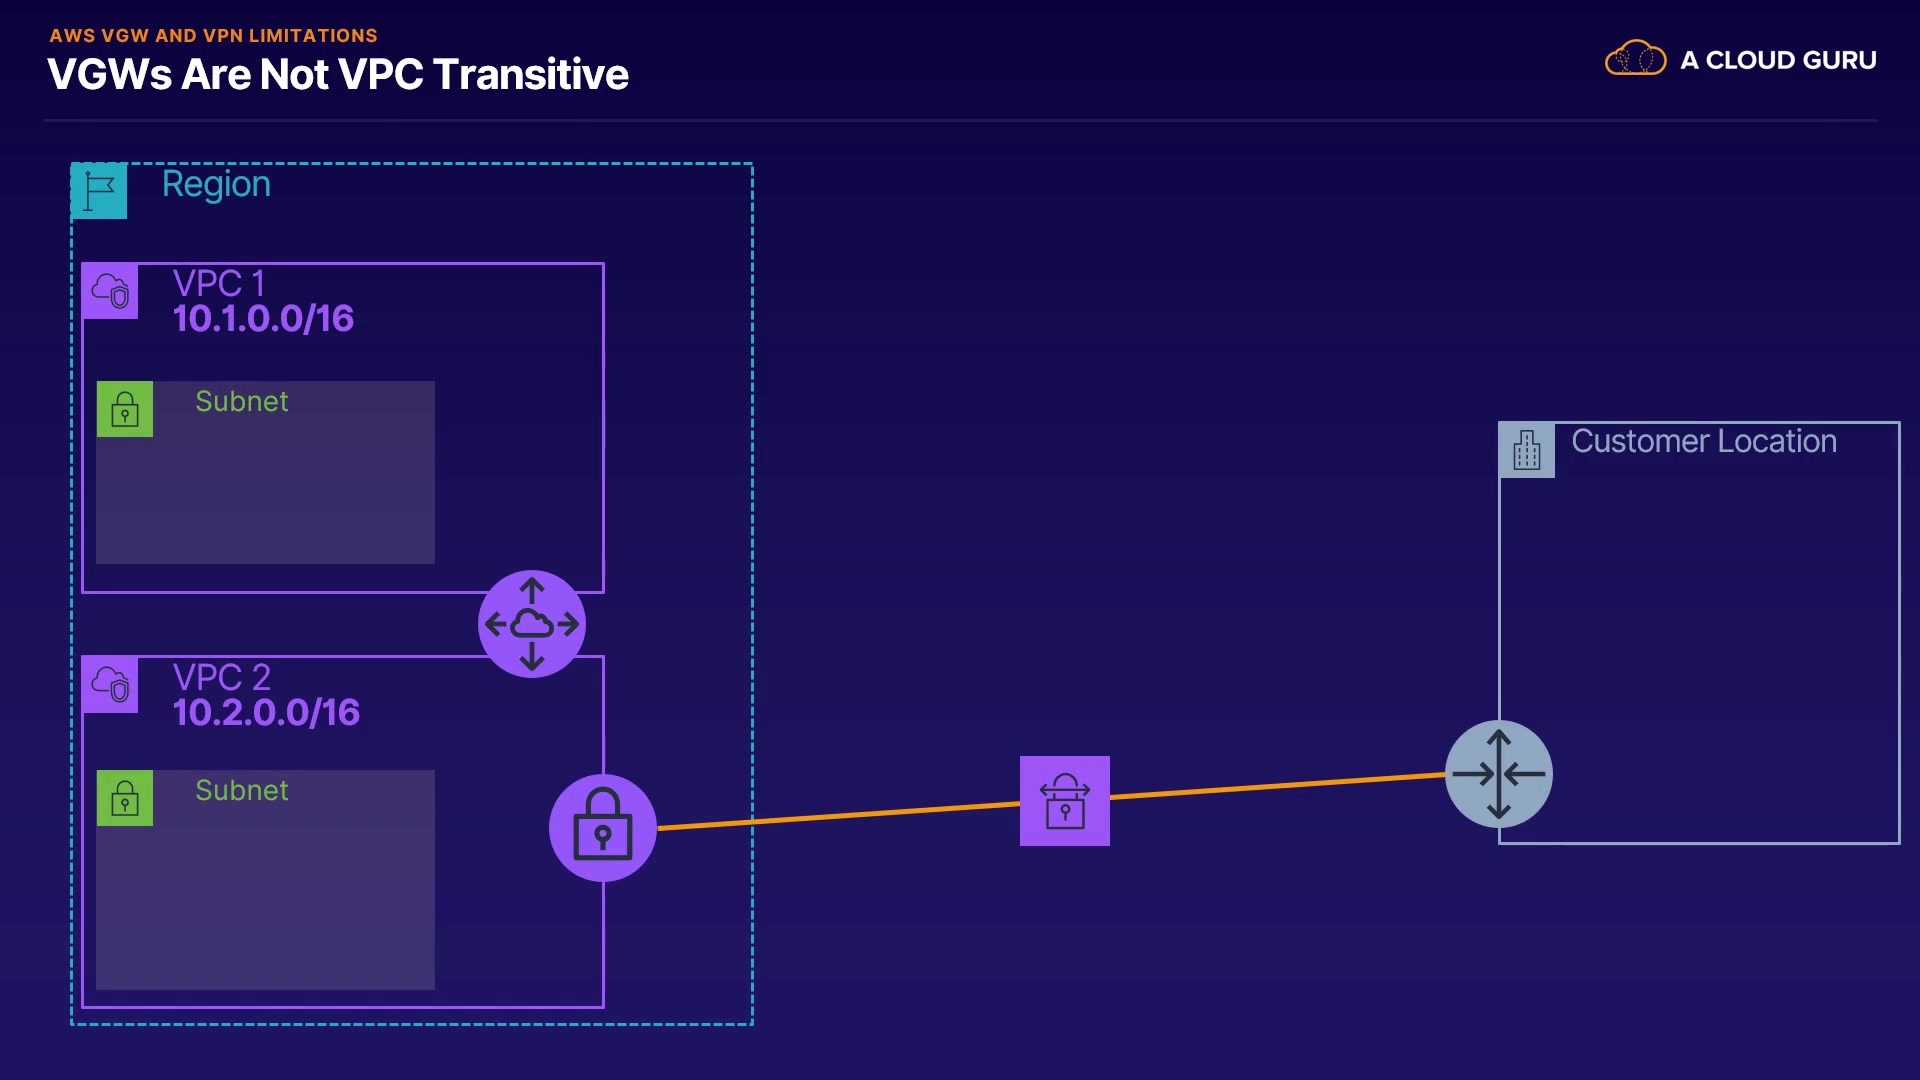 AWS VGW AND VPN LIMITATIONS
VGWs Are Not VPC Transitive
A CLOUD GURU
Region
VPC 1
10.1.0.0/16
Subnet
Customer Location
VPC 2
10.2.0.0/16
Subnet